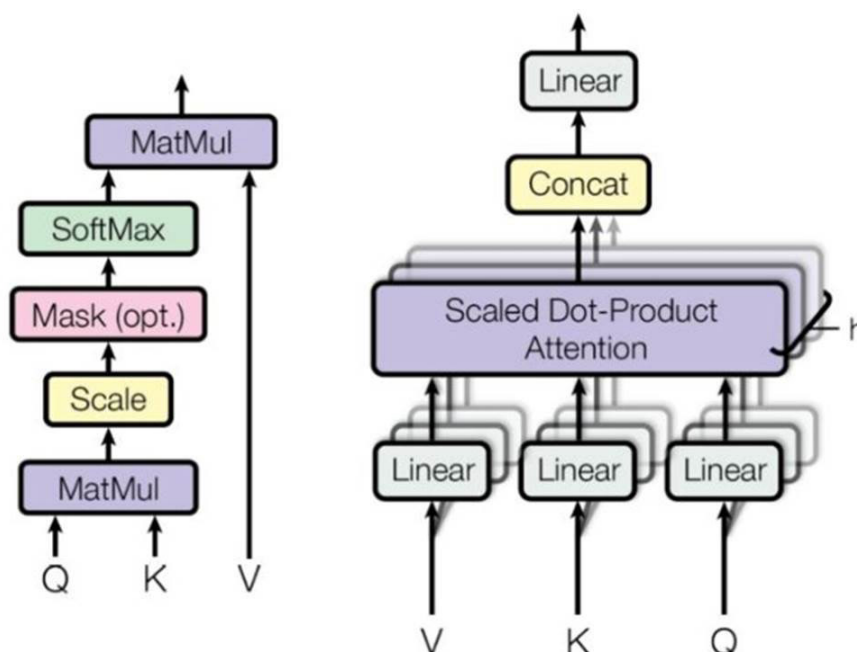 MatMul
SoftMax
Mask (opt.)
Scale
MatMul
Q K V
Linear
Concat
Scaled Dot-Product
Attention
h
Linear Linear Linear
V K Q